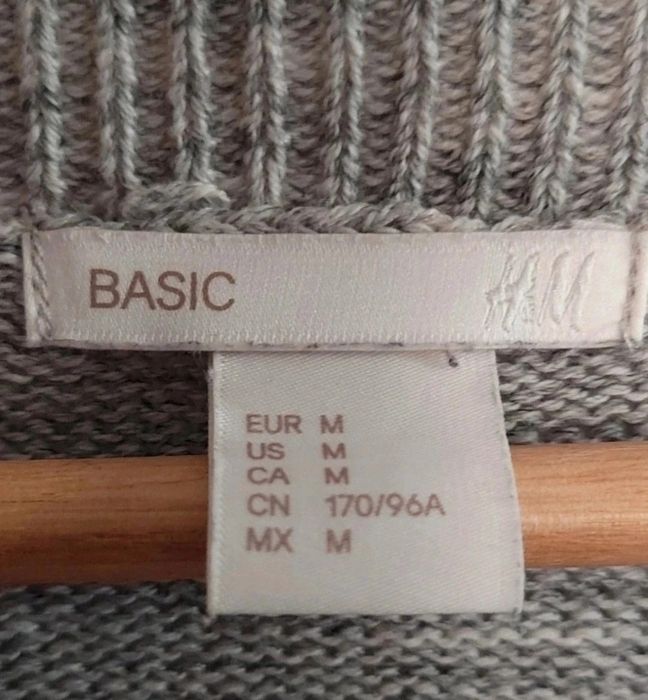 BASIC H&M
EUR M
US M
CA M
CN 170/96A
MX M